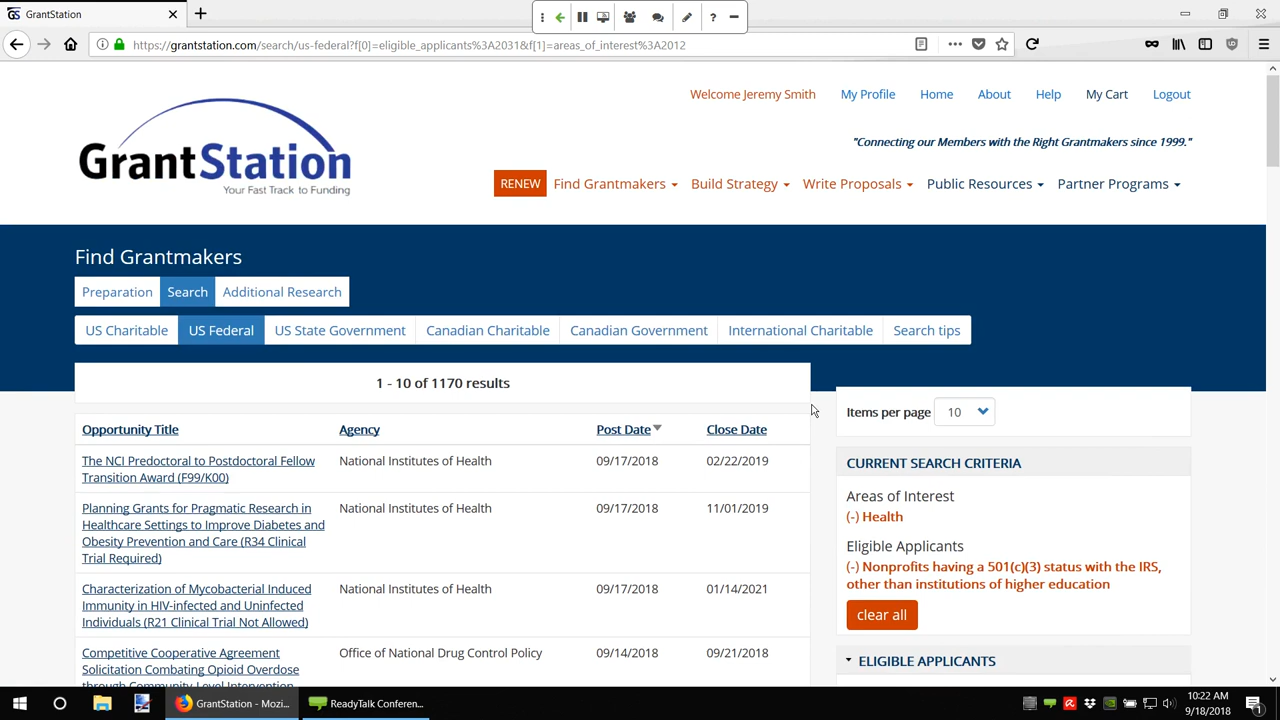 GrantStation
https://grantstation.com/search/us-federal?f[0]=eligible_applicants%3A2031&f[1]=areas_of_interest%3A2012
Welcome Jeremy Smith My Profile Home About Help My Cart Logout
GrantStation
Your Fast Track to Funding
"Connecting our Members with the Right Grantmakers since 1999."
RENEW Find Grantmakers Build Strategy Write Proposals Public Resources Partner Programs
Find Grantmakers
Preparation Search Additional Research
US Charitable US Federal US State Government Canadian Charitable Canadian Government International Charitable Search tips
1 - 10 of 1170 results
Opportunity Title Agency Post Date Close Date
The NCI Predoctoral to Postdoctoral Fellow National Institutes of Health 09/17/2018 02/22/2019
Transition Award (F99/K00)
Planning Grants for Pragmatic Research in National Institutes of Health 09/17/2018 11/01/2019
Healthcare Settings to Improve Diabetes and
Obesity Prevention and Care (R34 Clinical
Trial Required)
Characterization of Mycobacterial Induced National Institutes of Health 09/17/2018 01/14/2021
Immunity in HIV-infected and Uninfected
Individuals (R21 Clinical Trial Not Allowed)
Competitive Cooperative Agreement Office of National Drug Control Policy 09/14/2018 09/21/2018
Solicitation Combating Opioid Overdose
through Community-Level Intervention
Items per page 10
CURRENT SEARCH CRITERIA
Areas of Interest
(-) Health
Eligible Applicants
(-) Nonprofits having a 501(c)(3) status with the IRS,
other than institutions of higher education
clear all
ELIGIBLE APPLICANTS
GrantStation - Mozi...
ReadyTalk Conferen...
10:22 AM
9/18/2018